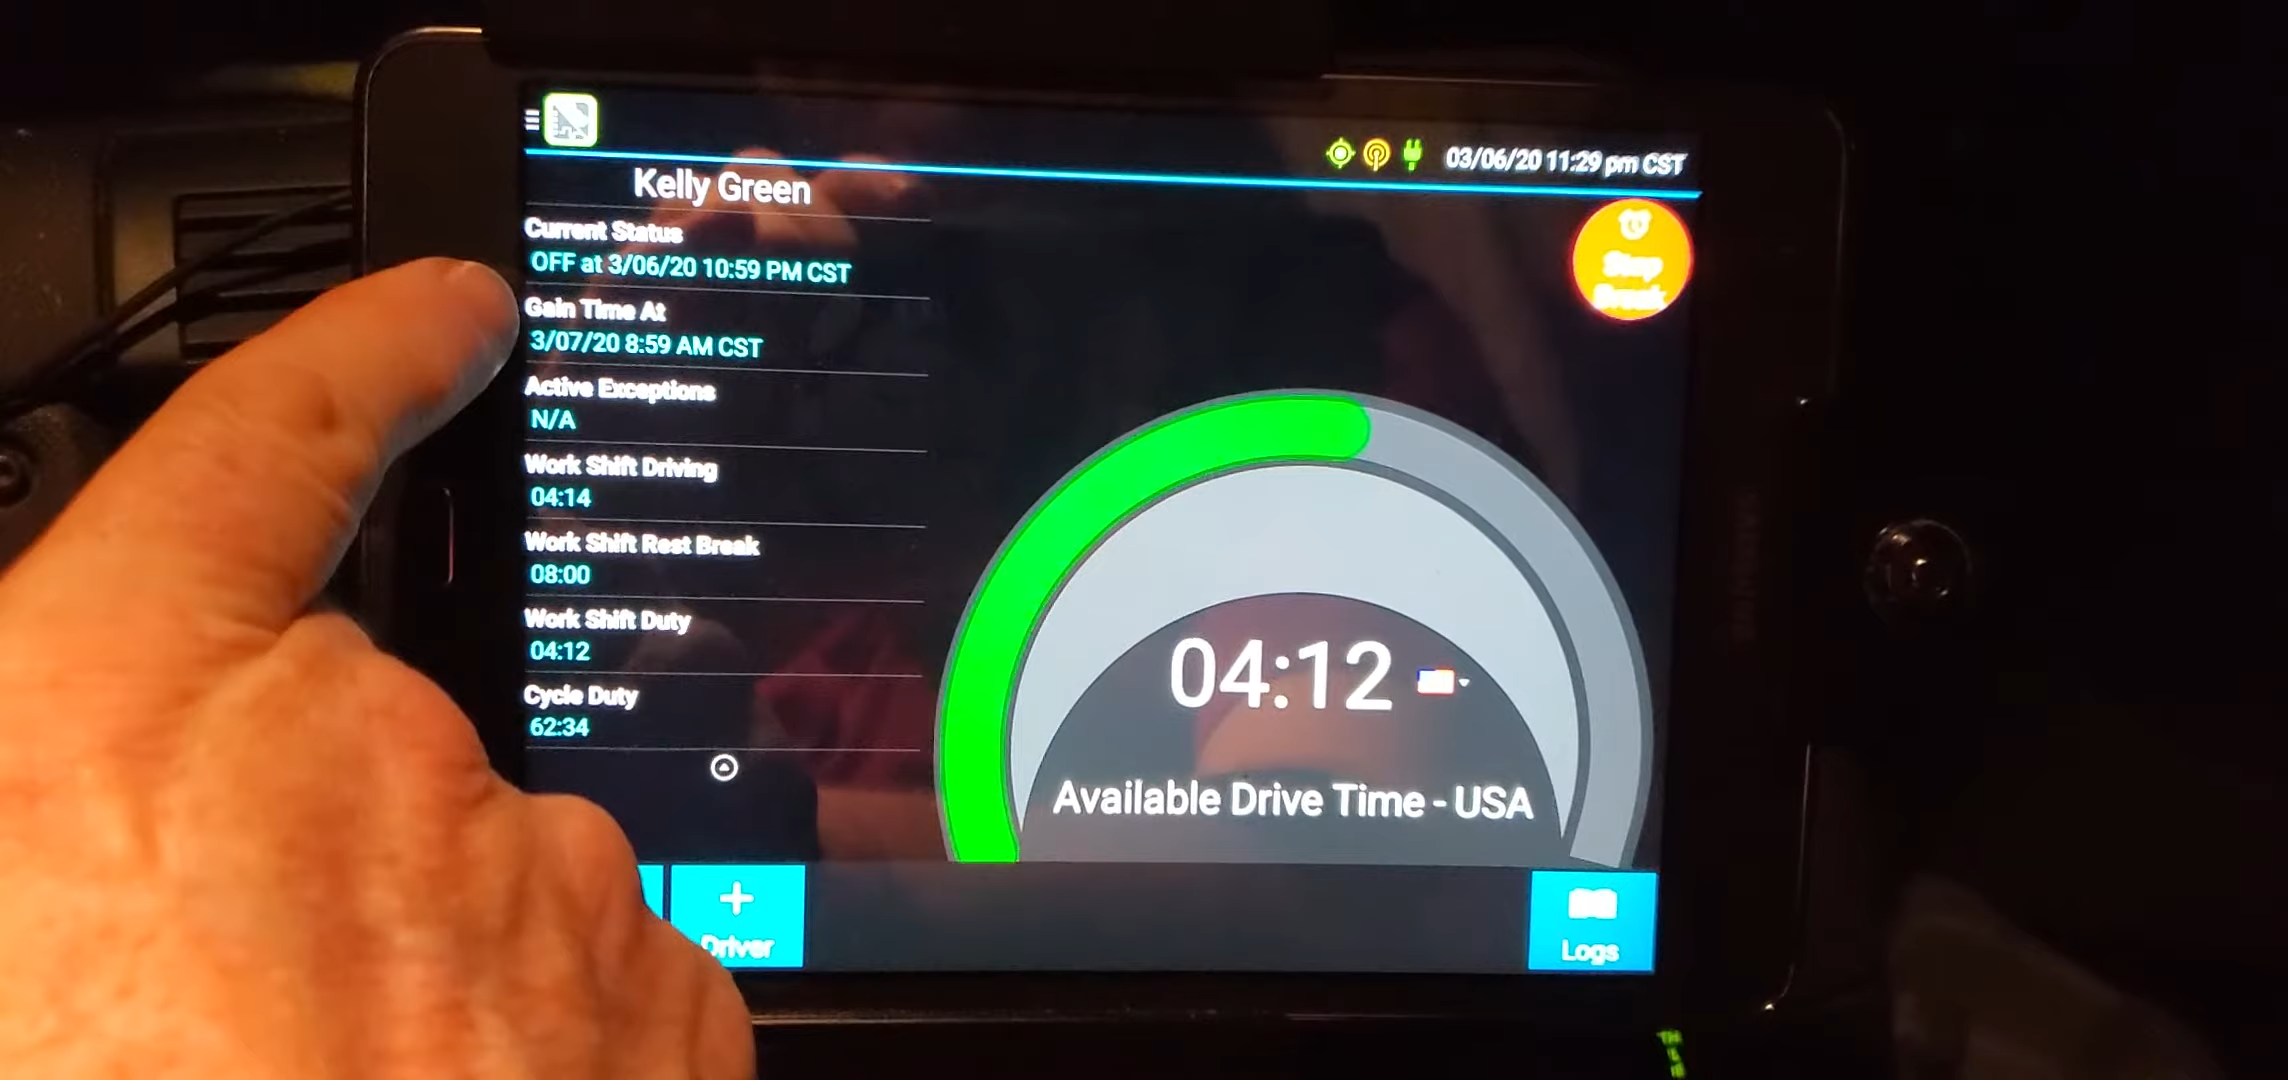 03/06/20 11:29 pm CST
Kelly Green
Current Status
OFF at 3/06/20 10:59 PM CST
Gain Time At
3/07/20 8:59 AM CST
Active Exceptions
N/A
Work Shift Driving
04:14
Work Shift Rest Break
08:00
Work Shift Duty
04:12
Cycle Duty
62:34
Stop
Break
04:12
Available Drive Time - USA
Driver
Logs